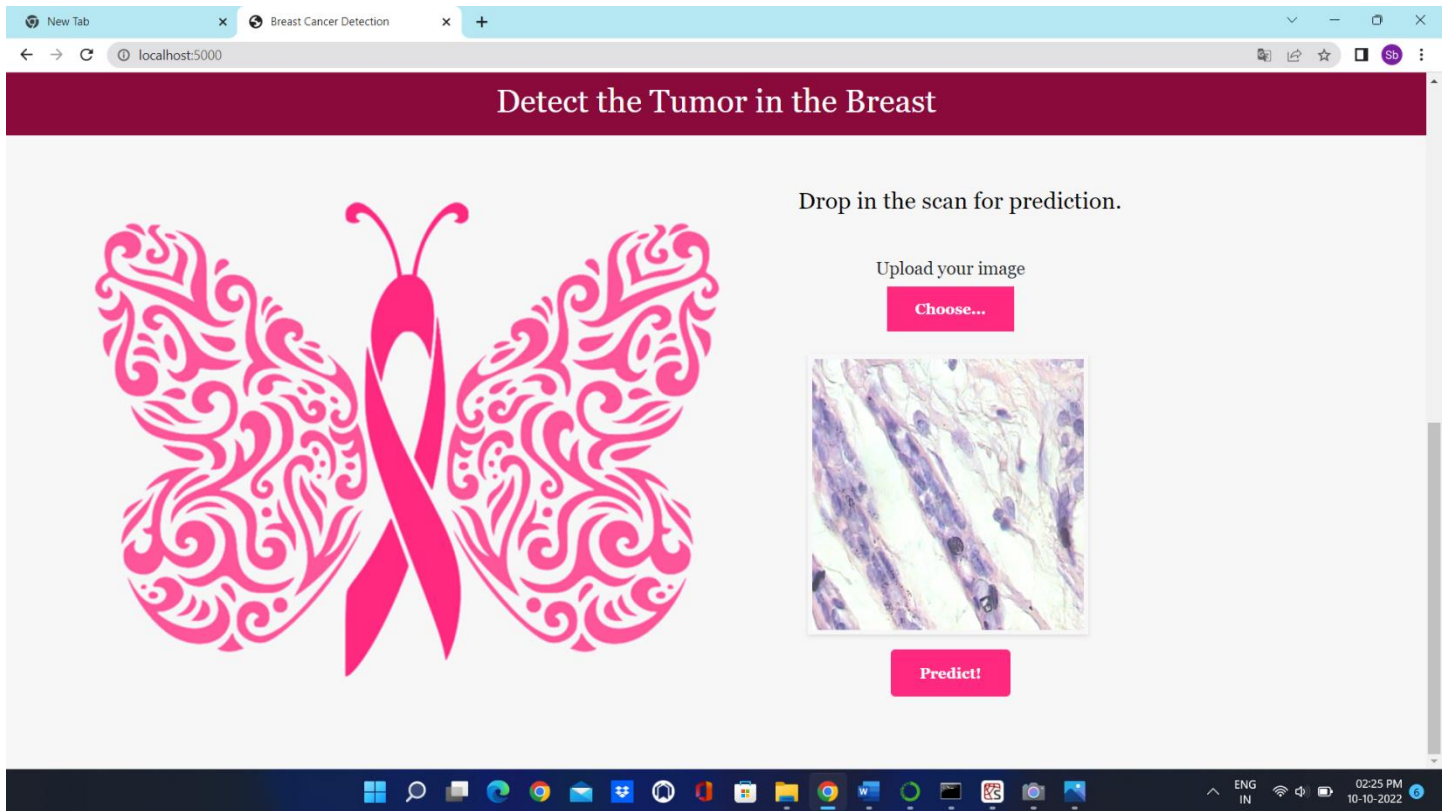 New Tab
Breast Cancer Detection
localhost:5000
Sb
Detect the Tumor in the Breast
Drop in the scan for prediction.
Upload your image
Choose...
Predict!
ENG
IN
02:25 PM
10-10-2022
6